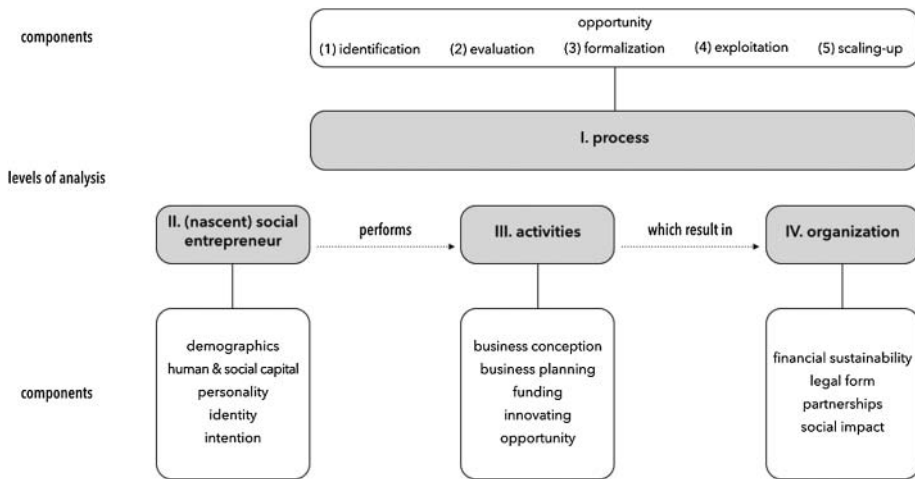 components
opportunity
(1) identification (2) evaluation (3) formalization (4) exploitation (5) scaling-up
I. process
levels of analysis
II. (nascent) social
entrepreneur
performs
III. activities
which result in
IV. organization
components
demographics
human & social capital
personality
identity
intention
business conception
business planning
funding
innovating
opportunity
financial sustainability
legal form
partnerships
social impact